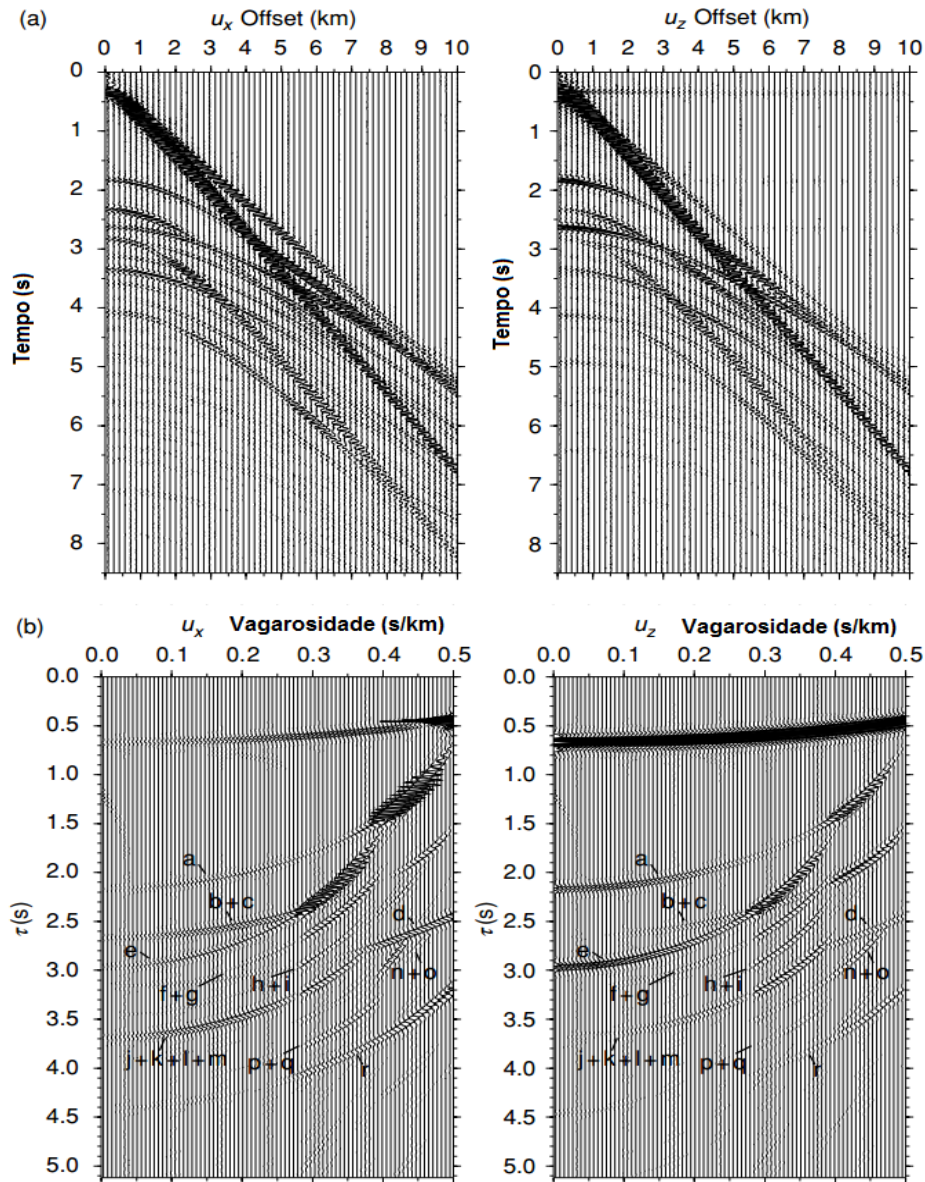 (a) u_x Offset (km) u_z Offset (km)
0 1 2 3 4 5 6 7 8 9 10 0 1 2 3 4 5 6 7 8 9 10
0 0
1 1
2 2
3 3
4 4
5 5
6 6
7 7
8 8
Tempo (s) Tempo (s)
(b) u_x Vagarosidade (s/km) u_z Vagarosidade (s/km)
0.0 0.1 0.2 0.3 0.4 0.5 0.0 0.1 0.2 0.3 0.4 0.5
0.0 0.0
0.5 0.5
1.0 1.0
1.5 1.5
a a
2.0 2.0
b+c d b+c d
2.5 2.5
τ(s) τ(s)
e e
3.0 f+g h+i n+o 3.0 f+g h+i n+o
3.5 3.5
j+k+l+m p+q r j+k+l+m p+q r
4.0 4.0
4.5 4.5
5.0 5.0